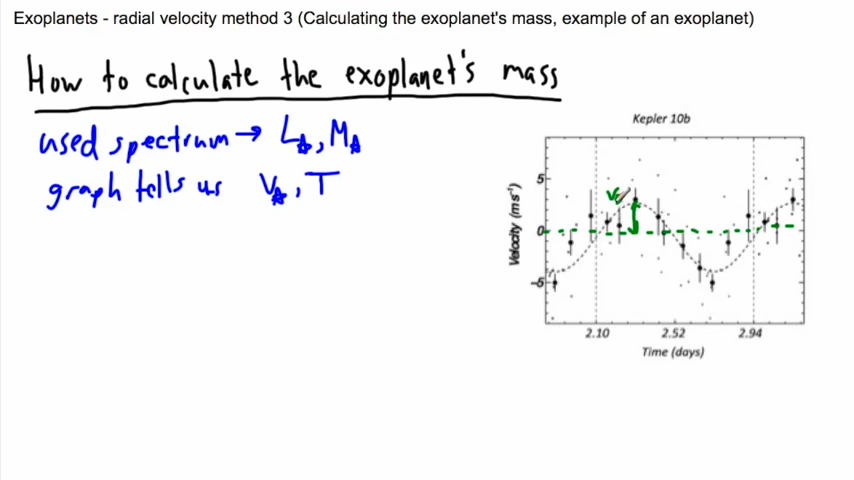 Exoplanets - radial velocity method 3 (Calculating the exoplanet's mass, example of an exoplanet)
How to calculate the exoplanet's mass
used spectrum → L☆, M☆
graph tells us V☆, T
Kepler 10b
Velocity (ms⁻¹)
5
0
-5
V
2.10 2.52 2.94
Time (days)